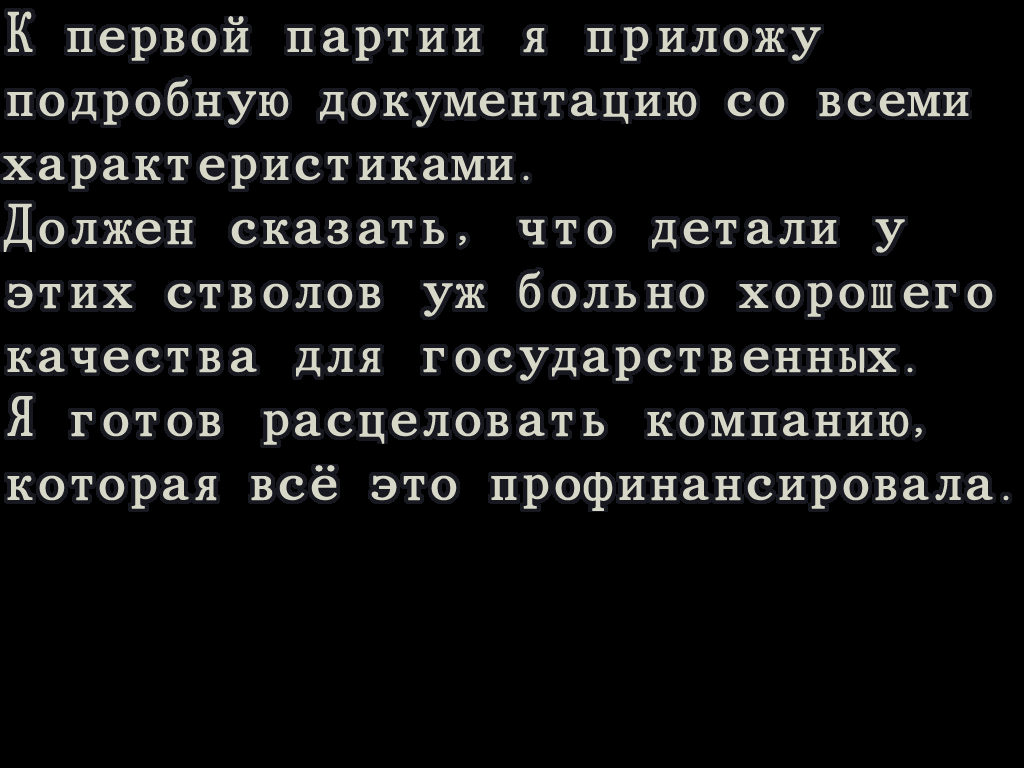 К первой партии я приложу
подробную документацию со всеми
характеристиками.
Должен сказать, что детали у
этих стволов уж больно хорошего
качества для государственных.
Я готов расцеловать компанию,
которая всё это профинансировала.